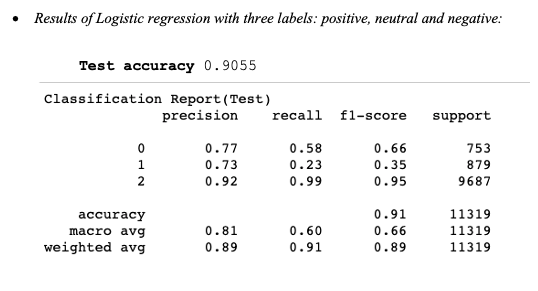 • Results of Logistic regression with three labels: positive, neutral and negative:
Test accuracy 0.9055
Classification Report(Test)
precision recall f1-score support
0 0.77 0.58 0.66 753
1 0.73 0.23 0.35 879
2 0.92 0.99 0.95 9687
accuracy 0.91 11319
macro avg 0.81 0.60 0.66 11319
weighted avg 0.89 0.91 0.89 11319